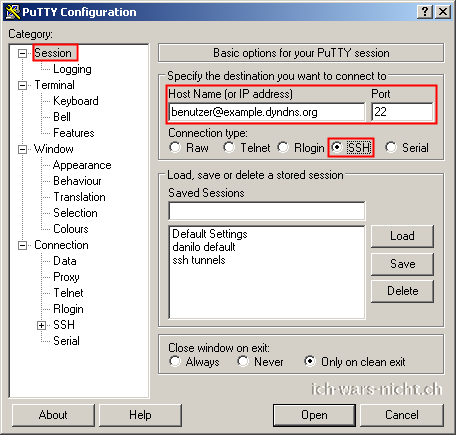 PuTTY Configuration
Category:
Session
Logging
Terminal
Keyboard
Bell
Features
Window
Appearance
Behaviour
Translation
Selection
Colours
Connection
Data
Proxy
Telnet
Rlogin
SSH
Serial
Basic options for your PuTTY session
Specify the destination you want to connect to
Host Name (or IP address) Port
benutzer@example.dyndns.org 22
Connection type:
Raw Telnet Rlogin SSH Serial
Load, save or delete a stored session
Saved Sessions
Default Settings
danilo default
ssh tunnels
Load
Save
Delete
Close window on exit:
Always Never Only on clean exit
ich-wars-nicht.ch
About Help Open Cancel